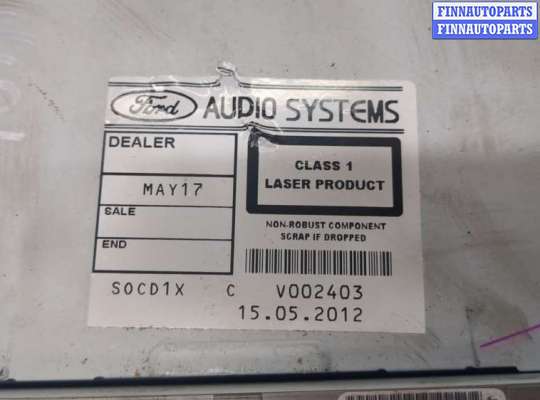 FINNAUTOPARTS
FINNAUTOPARTS
Ford AUDIO SYSTEMS
DEALER
MAY17
SALE
END
CLASS 1
LASER PRODUCT
NON-ROBUST COMPONENT
SCRAP IF DROPPED
SOCD1X C V002403
15.05.2012